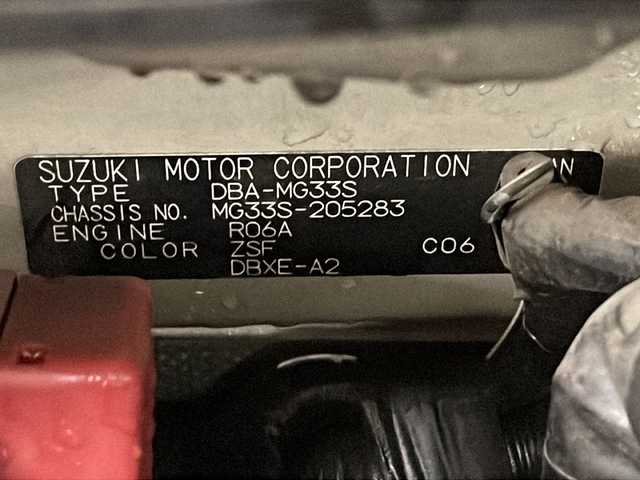 SUZUKI MOTOR CORPORATION
TYPE DBA-MG33S
CHASSIS NO. MG33S-205283
ENGINE R06A
COLOR ZSF C06
DBXE-A2